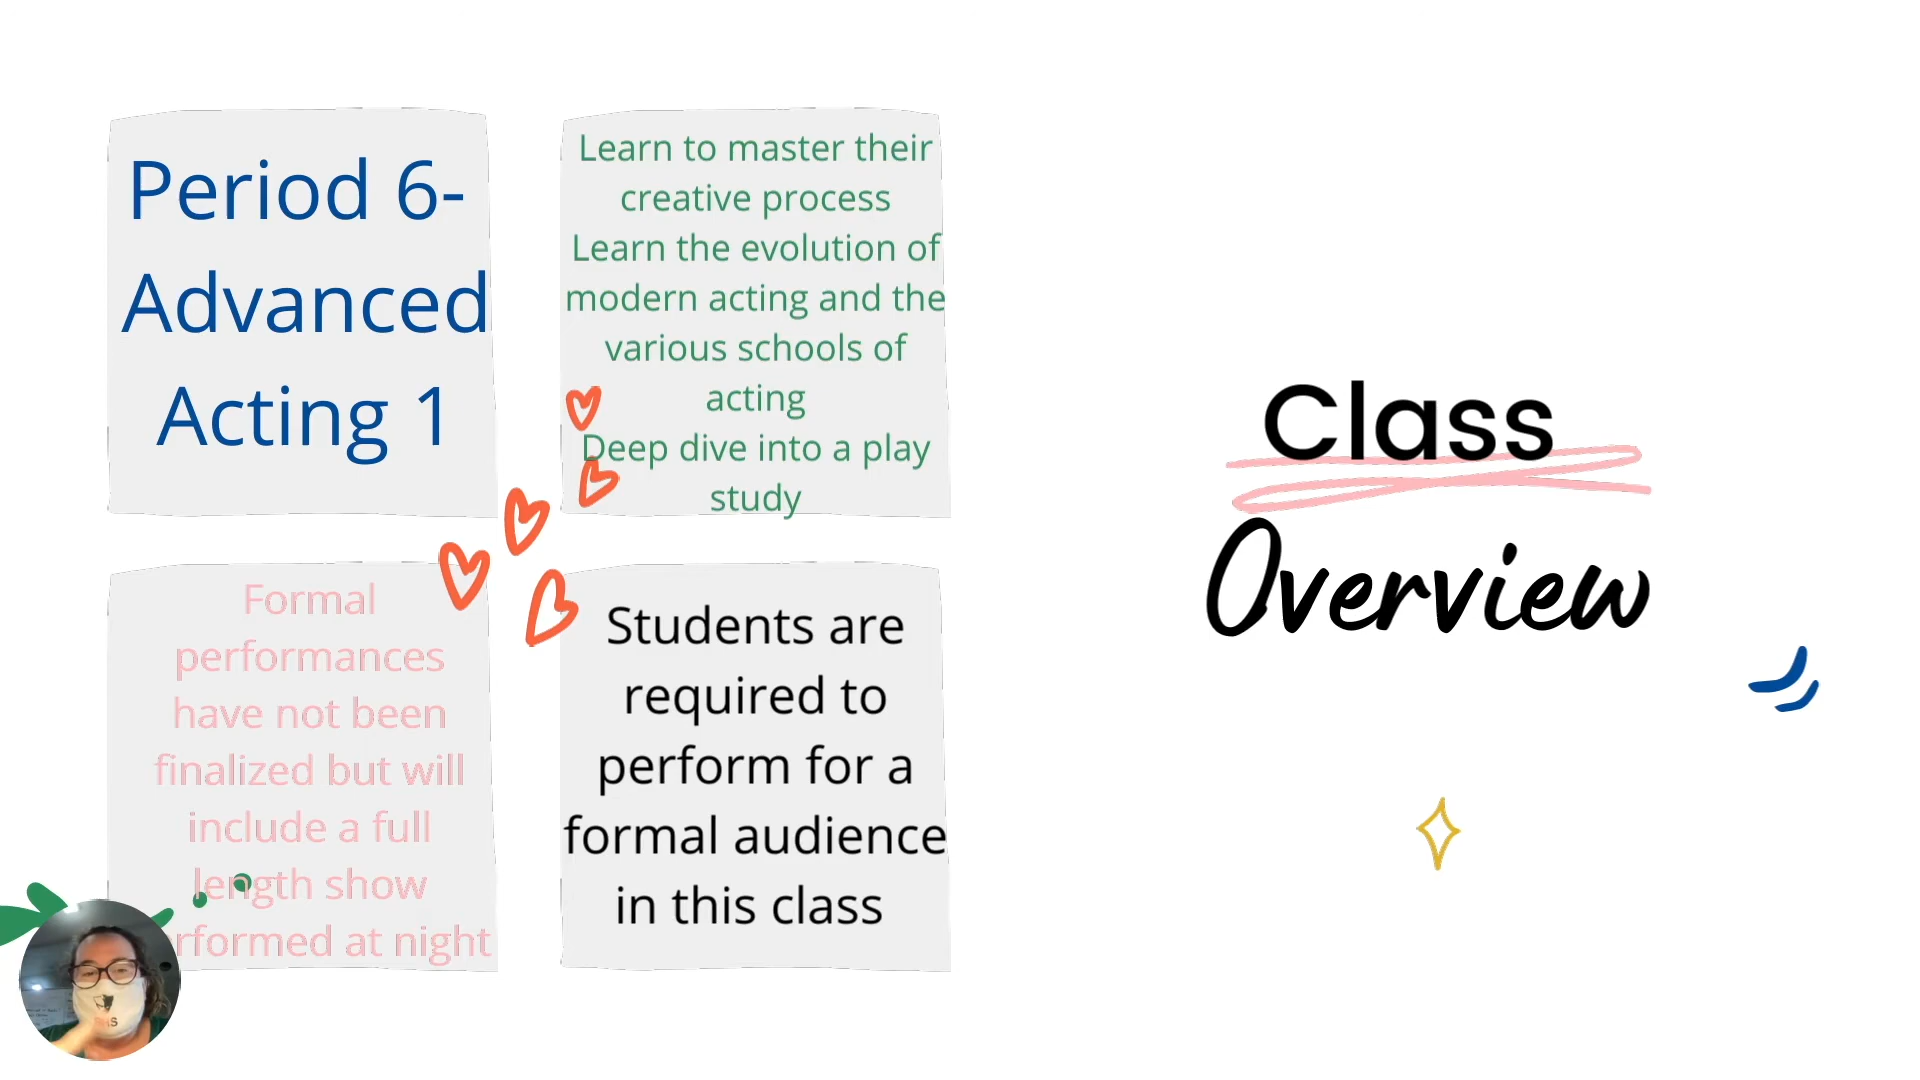 Period 6-
Advanced
Acting 1
Learn to master their
creative process
Learn the evolution of
modern acting and the
various schools of
acting
Deep dive into a play
study
Formal
performances
have not been
finalized but will
include a full
length show
at night
Students are
required to
perform for a
formal audience
in this class
Class
Overview